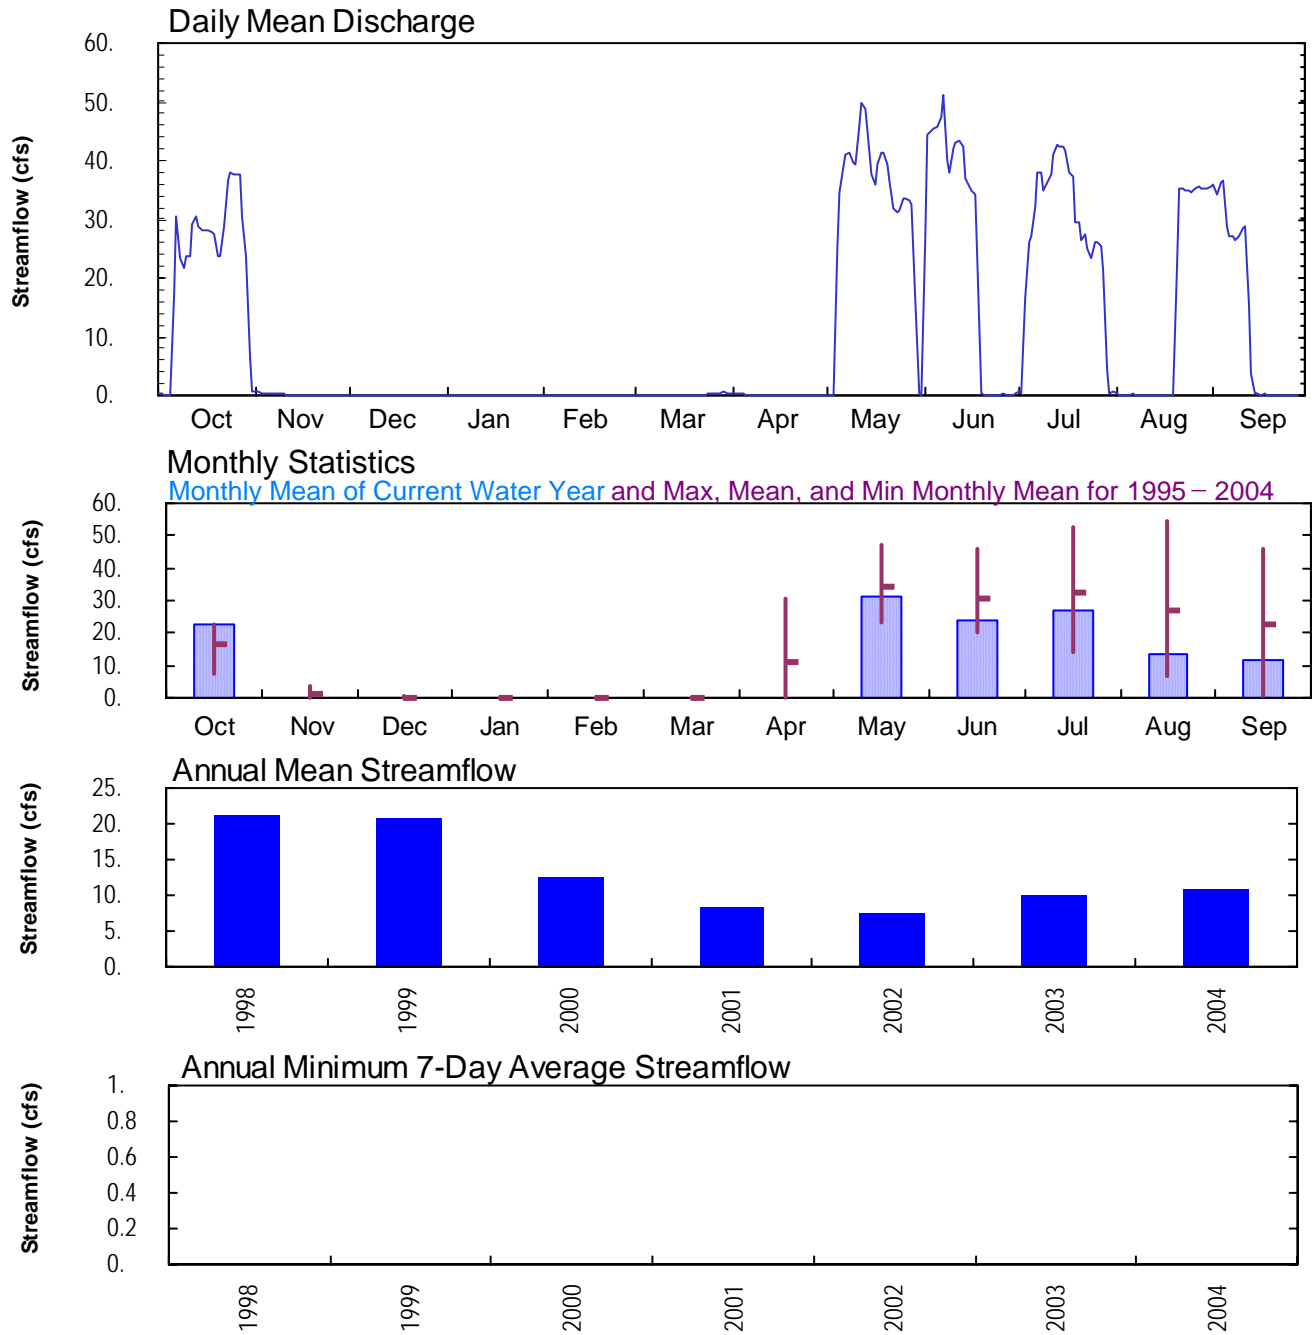 Daily Mean Discharge
Streamflow (cfs)
60.
50.
40.
30.
20.
10.
0.
Oct Nov Dec Jan Feb Mar Apr May Jun Jul Aug Sep
Monthly Statistics
Monthly Mean of Current Water Year and Max, Mean, and Min Monthly Mean for 1995 – 2004
Streamflow (cfs)
60.
50.
40.
30.
20.
10.
0.
Oct Nov Dec Jan Feb Mar Apr May Jun Jul Aug Sep
Annual Mean Streamflow
Streamflow (cfs)
25.
20.
15.
10.
5.
0.
1998 1999 2000 2001 2002 2003 2004
Annual Minimum 7-Day Average Streamflow
Streamflow (cfs)
1.
0.8
0.6
0.4
0.2
0.
1998 1999 2000 2001 2002 2003 2004